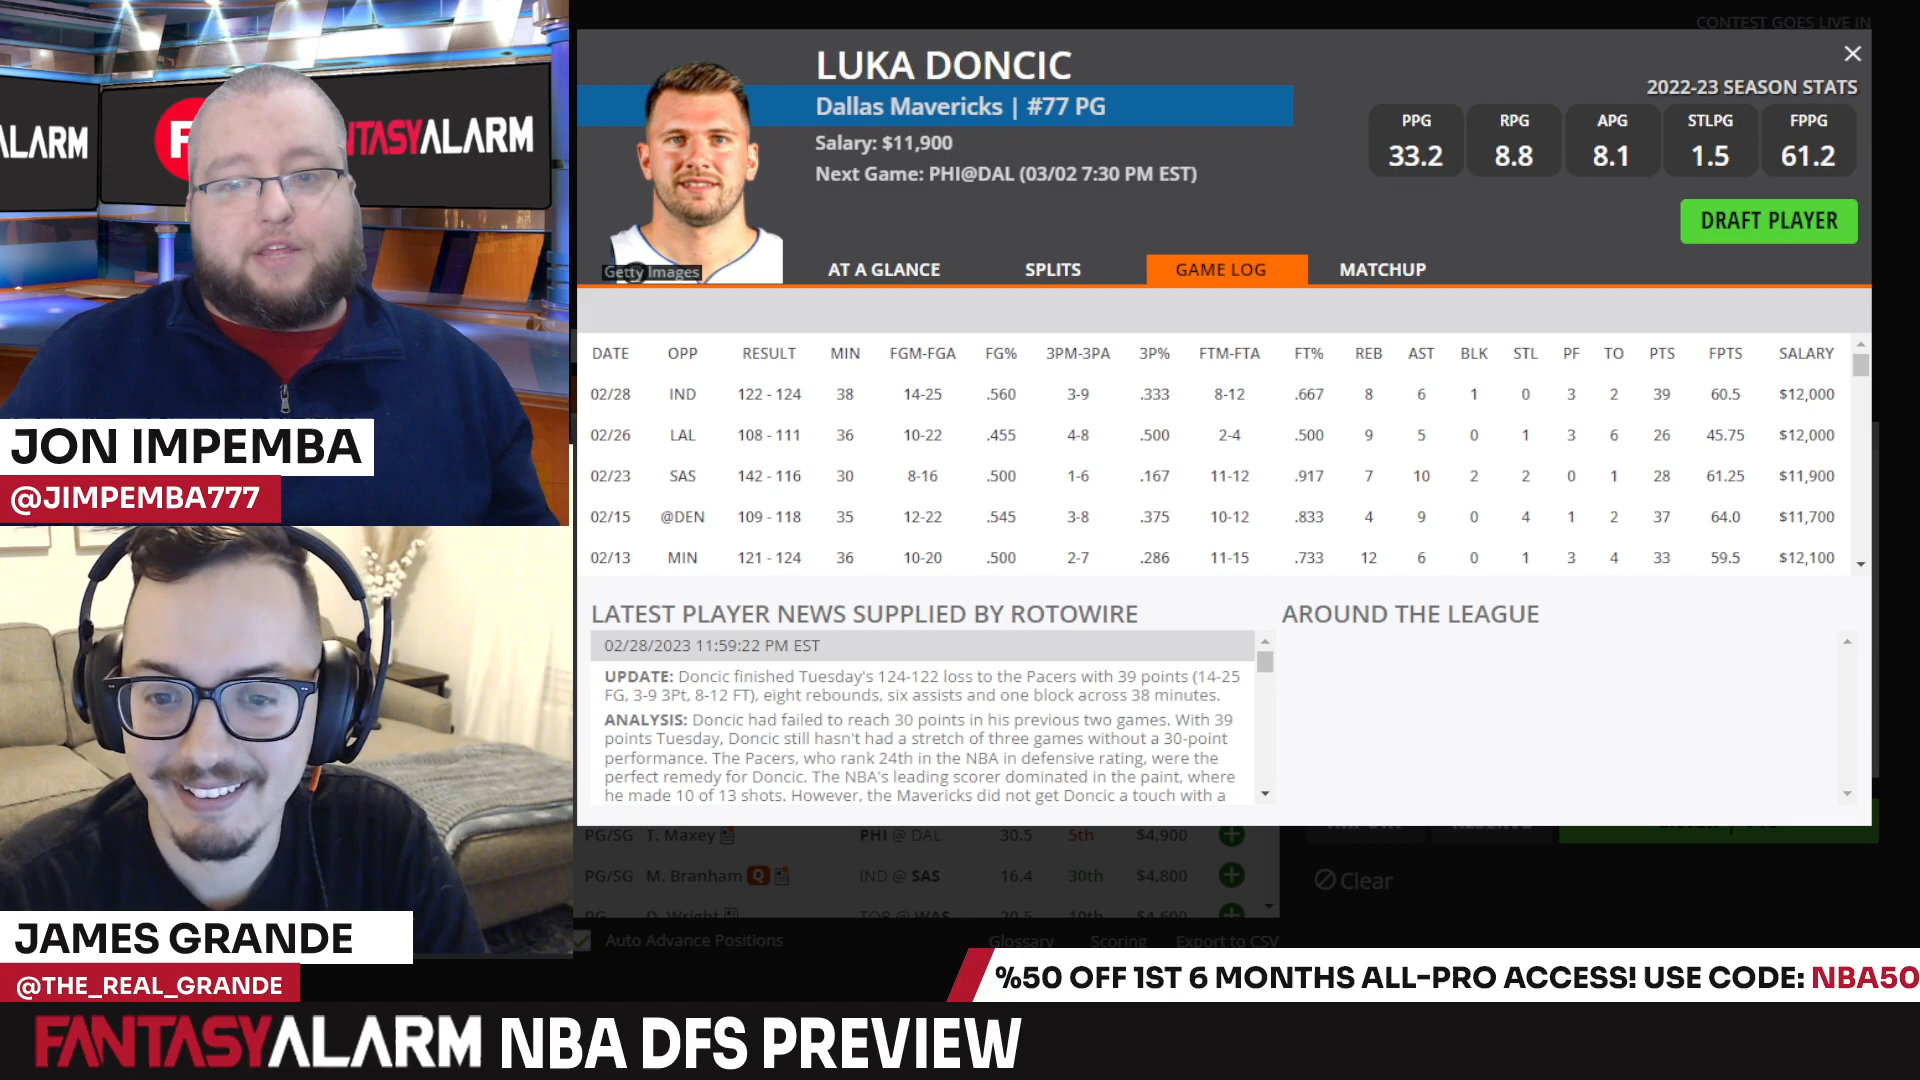 CONTEST GOES LIVE IN
ALARM
F
NTASYALARM
LUKA DONCIC
Dallas Mavericks | #77 PG
Salary: $11,900
Next Game: PHI@DAL (03/02 7:30 PM EST)
2022-23 SEASON STATS
PPG RPG APG STLPG FPPG
33.2 8.8 8.1 1.5 61.2
DRAFT PLAYER
Getty Images
AT A GLANCE SPLITS GAME LOG MATCHUP
DATE OPP RESULT MIN FGM-FGA FG% 3PM-3PA 3P% FTM-FTA FT% REB AST BLK STL PF TO PTS FPTS SALARY
02/28 IND 122 - 124 38 14-25 .560 3-9 .333 8-12 .667 8 6 1 0 3 2 39 60.5 $12,000
02/26 LAL 108 - 111 36 10-22 .455 4-8 .500 2-4 .500 9 5 0 1 3 6 26 45.75 $12,000
02/23 SAS 142 - 116 30 8-16 .500 1-6 .167 11-12 .917 7 10 2 2 0 1 28 61.25 $11,900
02/15 @DEN 109 - 118 35 12-22 .545 3-8 .375 10-12 .833 4 9 0 4 1 2 37 64.0 $11,700
02/13 MIN 121 - 124 36 10-20 .500 2-7 .286 11-15 .733 12 6 0 1 3 4 33 59.5 $12,100
LATEST PLAYER NEWS SUPPLIED BY ROTOWIRE
AROUND THE LEAGUE
02/28/2023 11:59:22 PM EST
UPDATE: Doncic finished Tuesday's 124-122 loss to the Pacers with 39 points (14-25
FG, 3-9 3Pt, 8-12 FT), eight rebounds, six assists and one block across 38 minutes.
ANALYSIS: Doncic had failed to reach 30 points in his previous two games. With 39
points Tuesday, Doncic still hasn't had a stretch of three games without a 30-point
performance. The Pacers, who rank 24th in the NBA in defensive rating, were the
perfect remedy for Doncic. The NBA's leading scorer dominated in the paint, where
he made 10 of 13 shots. However, the Mavericks did not get Doncic a touch with a
PG/SG T. Maxey PHI @ DAL 30.5 5th $4,900
PG/SG M. Branham Q IND @ SAS 16.4 30th $4,800
PG D. Wright TOR @ WAS 20.5 10th $4,600
Clear
Auto Advance Positions Glossary Scoring Export to CSV
JON IMPEMBA
@JIMPEMBA777
JAMES GRANDE
@THE_REAL_GRANDE
%50 OFF 1ST 6 MONTHS ALL-PRO ACCESS! USE CODE: NBA50
FANTASYALARM NBA DFS PREVIEW